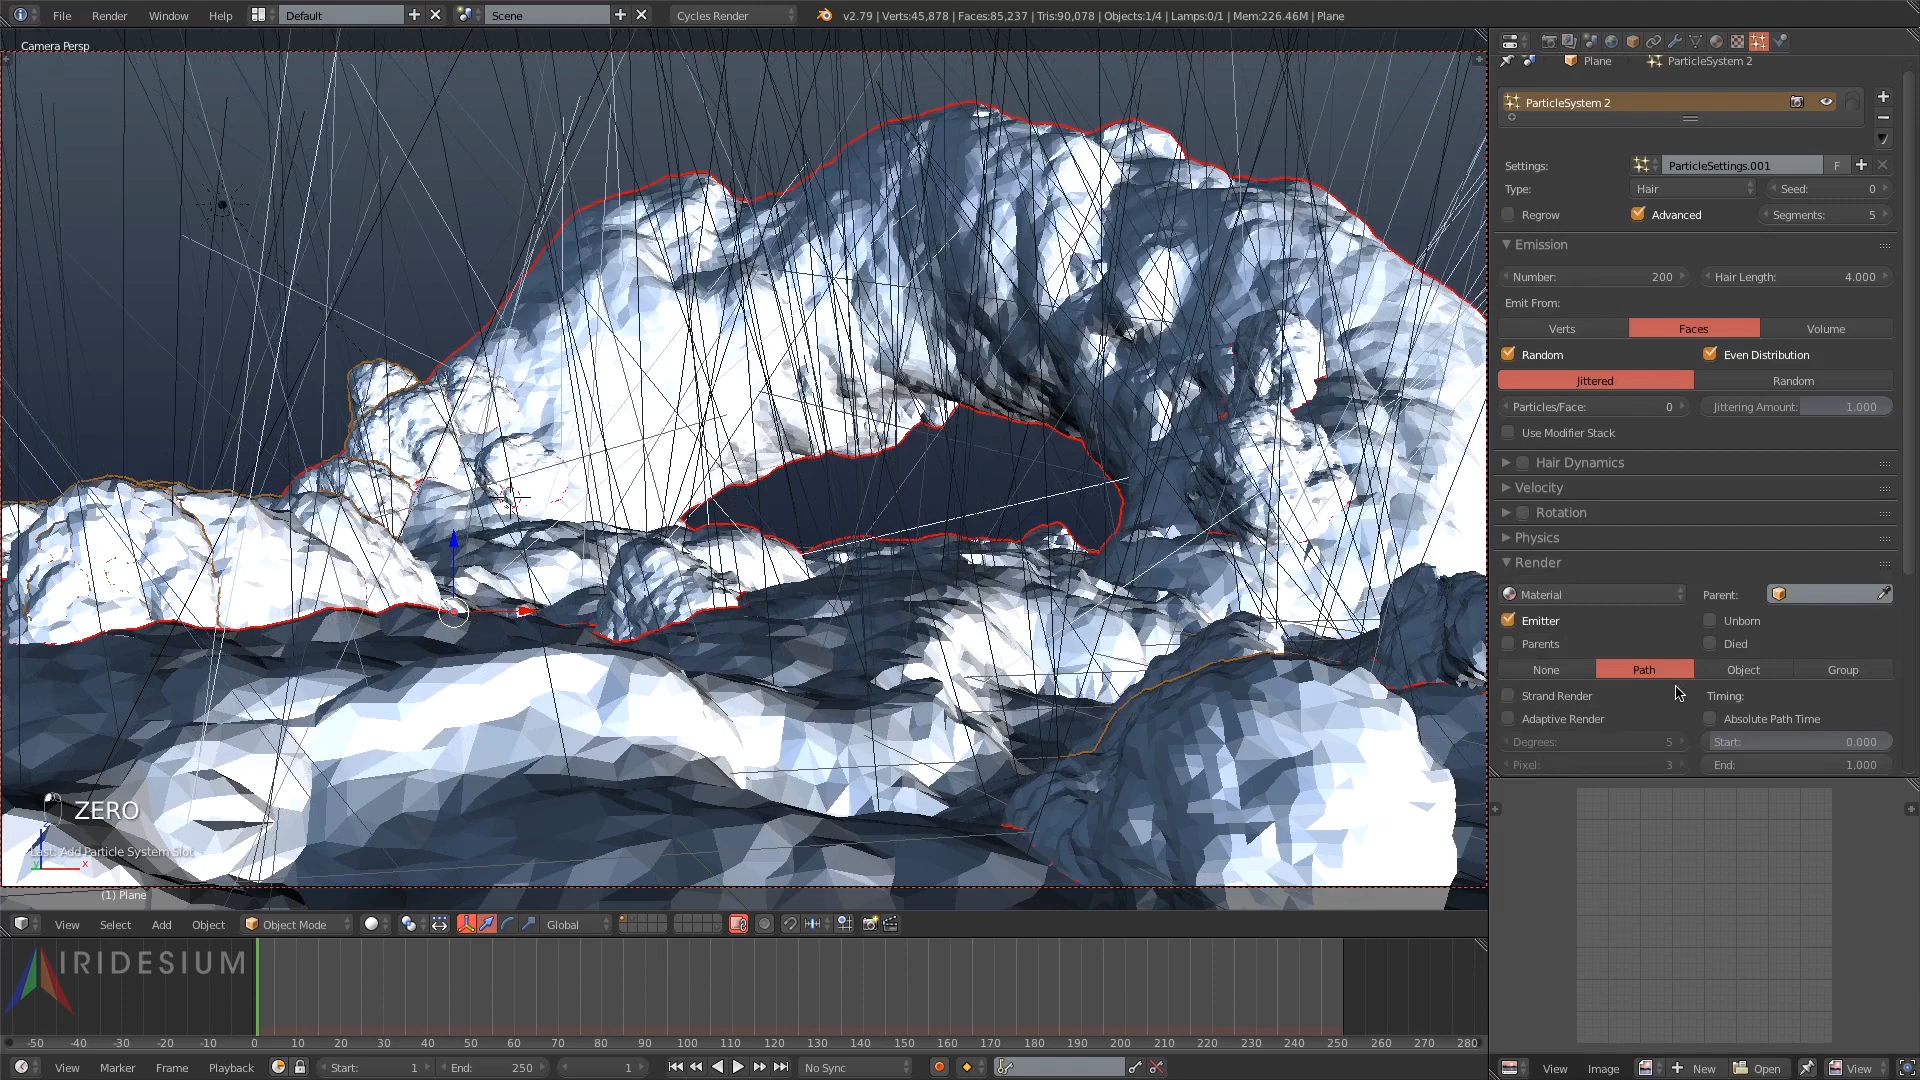 File Render Window Help Default Scene Cycles Render v2.79 | Verts:45,878 | Faces:85,237 | Tris:90,078 | Objects:1/4 | Lamps:0/1 | Mem:226.46M | Plane
Camera Persp
Plane ParticleSystem 2
ParticleSystem 2
Settings: ParticleSettings.001 F
Type: Hair Seed: 0
Regrow Advanced Segments: 5
Emission
Number: 200 Hair Length: 4.000
Emit From:
Verts Faces Volume
Random Even Distribution
Jittered Random
Particles/Face: 0 Jittering Amount: 1.000
Use Modifier Stack
Hair Dynamics
Velocity
Rotation
Physics
Render
Material Parent:
Emitter Unborn
Parents Died
None Path Object Group
Strand Render Timing:
Adaptive Render Absolute Path Time
Degrees: 5 Start: 0.000
Pixel: 3 End: 1.000
ZERO
Last: Add Particle System Slot
z
y x
(1) Plane
View Select Add Object Object Mode Global
IRIDESIUM
-50 -40 -30 -20 -10 0 10 20 30 40 50 60 70 80 90 100 110 120 130 140 150 160 170 180 190 200 210 220 230 240 250 260 270 280
View Marker Frame Playback Start: 1 End: 250 1 No Sync
View Image New Open View